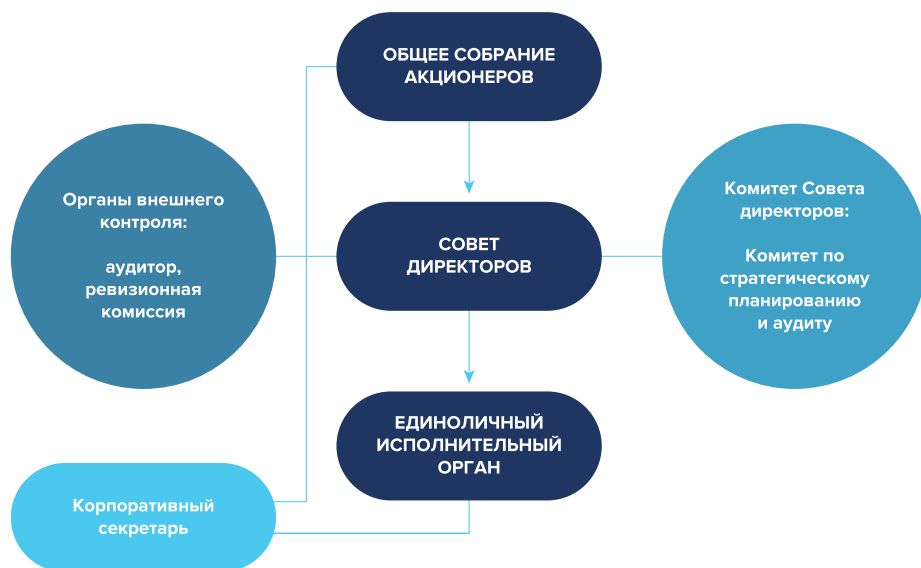 ОБЩЕЕ СОБРАНИЕ
АКЦИОНЕРОВ
Органы внешнего
контроля:
аудитор,
ревизионная
комиссия
СОВЕТ
ДИРЕКТОРОВ
Комитет Совета
директоров:
Комитет по
стратегическому
планированию
и аудиту
ЕДИНОЛИЧНЫЙ
ИСПОЛНИТЕЛЬНЫЙ
ОРГАН
Корпоративный
секретарь